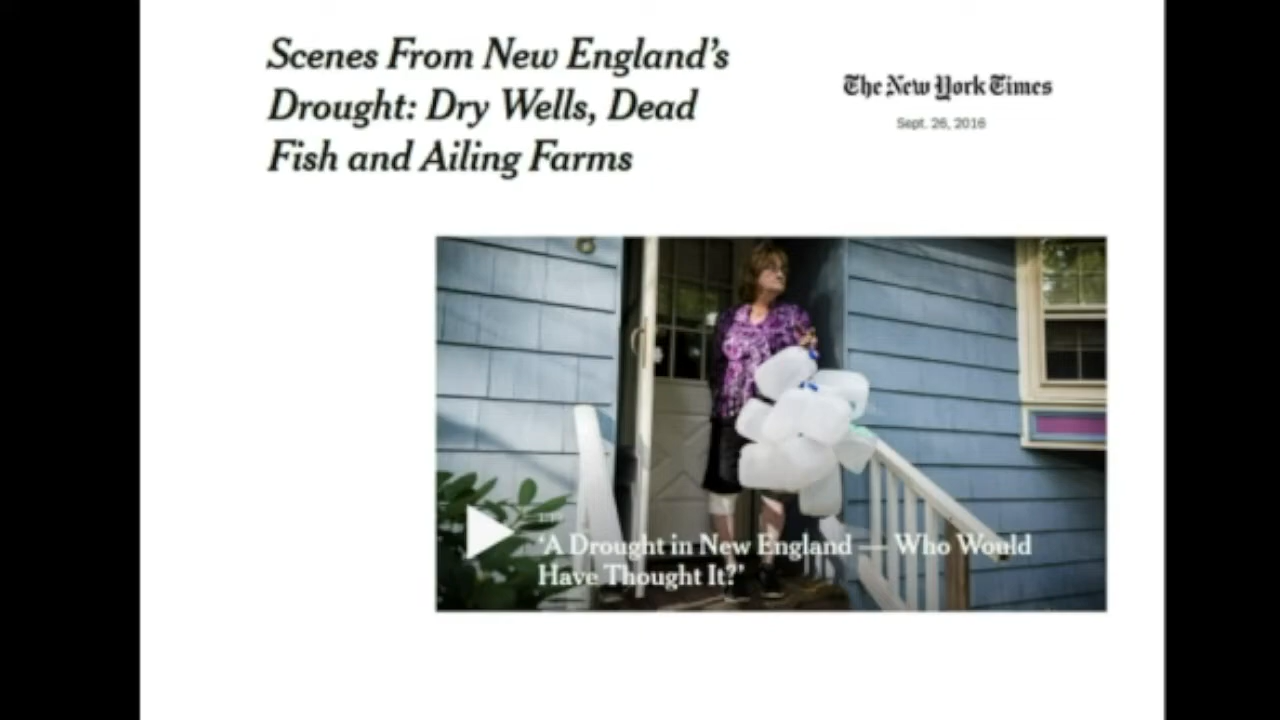 Scenes From New England's
Drought: Dry Wells, Dead
Fish and Ailing Farms
The New York Times
Sept. 26, 2016
'A Drought in New England — Who Would
Have Thought It?'